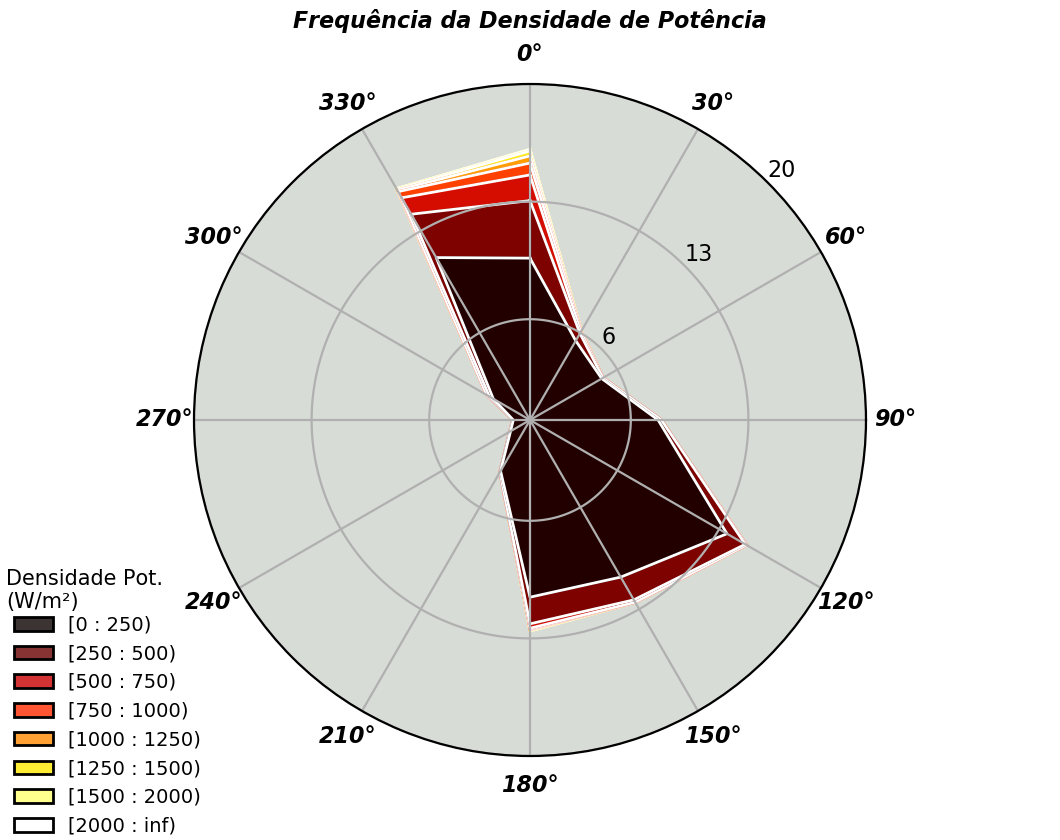 Frequência da Densidade de Potência
0°
330°
30°
20
300°
60°
13
6
270°
90°
240°
120°
210°
150°
180°
Densidade Pot.
(W/m²)
[0 : 250)
[250 : 500)
[500 : 750)
[750 : 1000)
[1000 : 1250)
[1250 : 1500)
[1500 : 2000)
[2000 : inf)